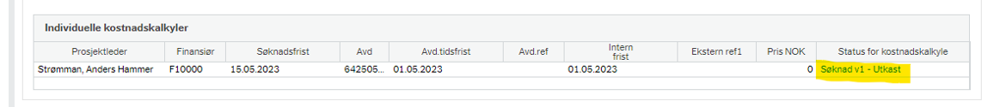 Individuelle kostnadskalkyler
Prosjektleder Finansiør Søknadsfrist Avd Avd.tidsfrist Avd.ref Intern frist Ekstern ref1 Pris NOK Status for kostnadskalkyle
Strømman, Anders Hammer F10000 15.05.2023 642505... 01.05.2023 01.05.2023 0 Søknad v1 - Utkast